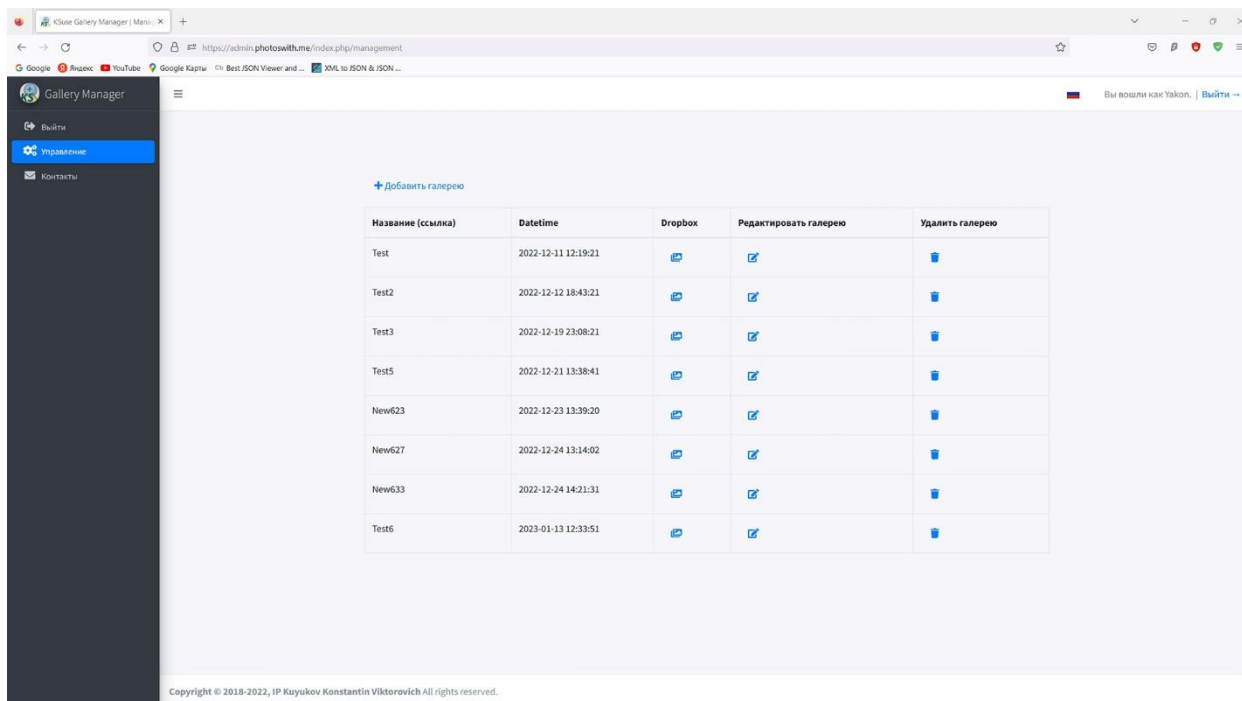 KSuse Gallery Manager | Mana
https://admin.photoswith.me/index.php/management
Google Яндекс YouTube Google Карты Best JSON Viewer and ... XML to JSON & JSON ...
Gallery Manager
Вы вошли как Yakon. | Выйти →
Выйти
Управление
Контакты
+ Добавить галерею
Название (ссылка) Datetime Dropbox Редактировать галерею Удалить галерею
Test 2022-12-11 12:19:21
Test2 2022-12-12 18:43:21
Test3 2022-12-19 23:08:21
Test5 2022-12-21 13:38:41
New623 2022-12-23 13:39:20
New627 2022-12-24 13:14:02
New633 2022-12-24 14:21:31
Test6 2023-01-13 12:33:51
Copyright © 2018-2022, IP Kuyukov Konstantin Viktorovich All rights reserved.